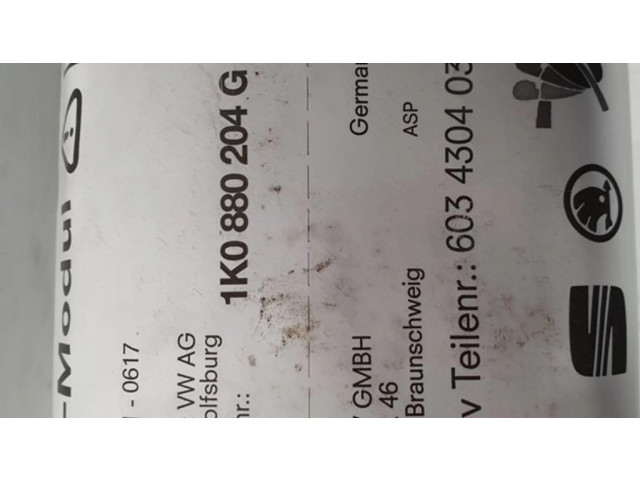 -Modul
- 0617
VW AG
olfsburg
nr.: 1K0 880 204 G
GMBH German
46
Braunschweig ASP
v Teilenr.: 603 4304 03